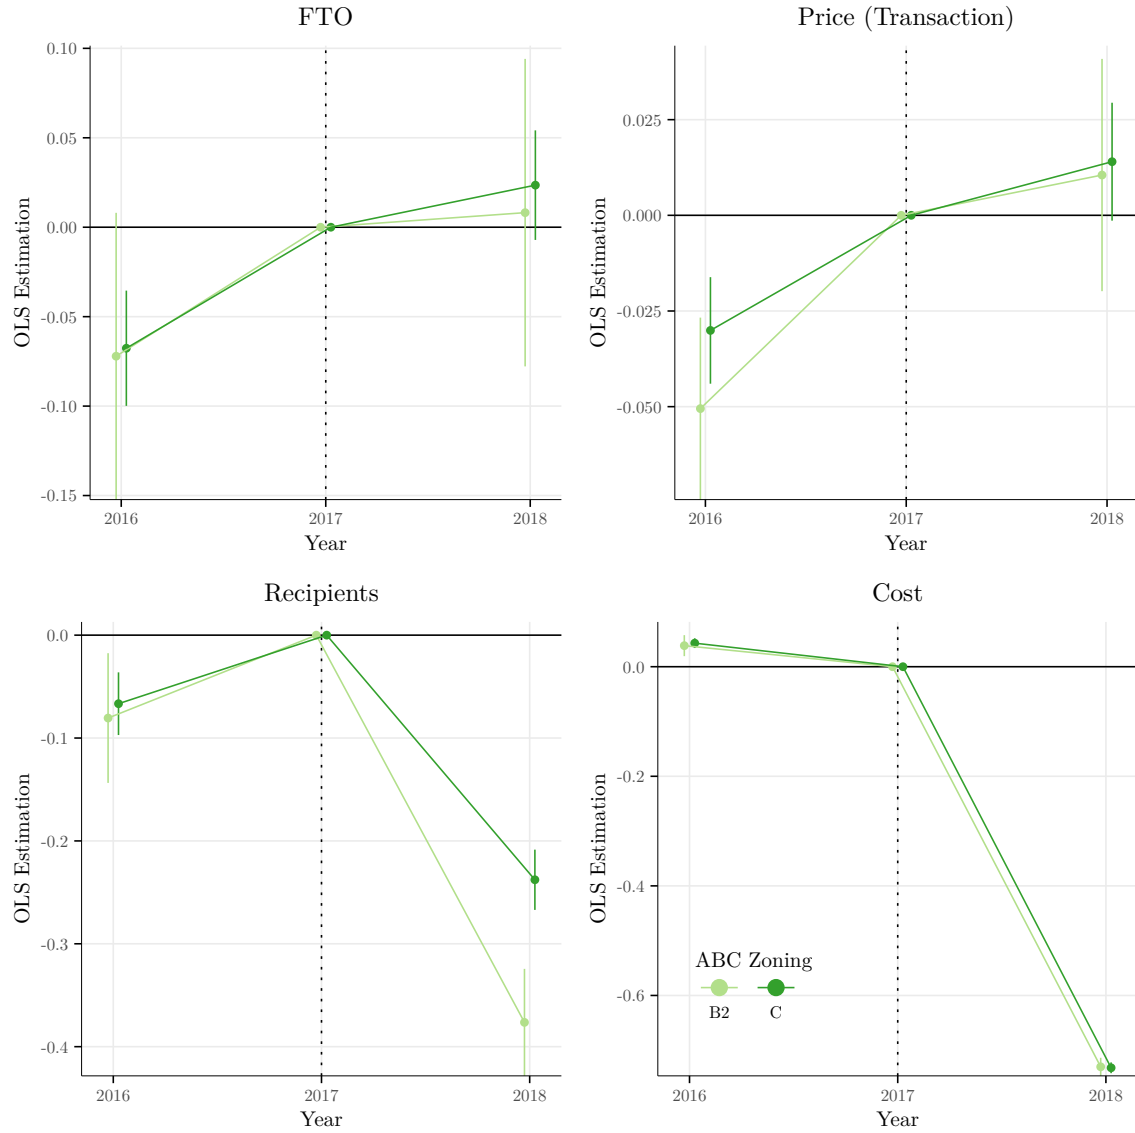 FTO
0.10
0.05
0.00
-0.05
-0.10
-0.15
OLS Estimation
2016 2017 2018
Year
Price (Transaction)
0.025
0.000
-0.025
-0.050
OLS Estimation
2016 2017 2018
Year
Recipients
0.0
-0.1
-0.2
-0.3
-0.4
OLS Estimation
2016 2017 2018
Year
Cost
0.0
-0.2
-0.4
-0.6
OLS Estimation
ABC Zoning
B2 C
2016 2017 2018
Year